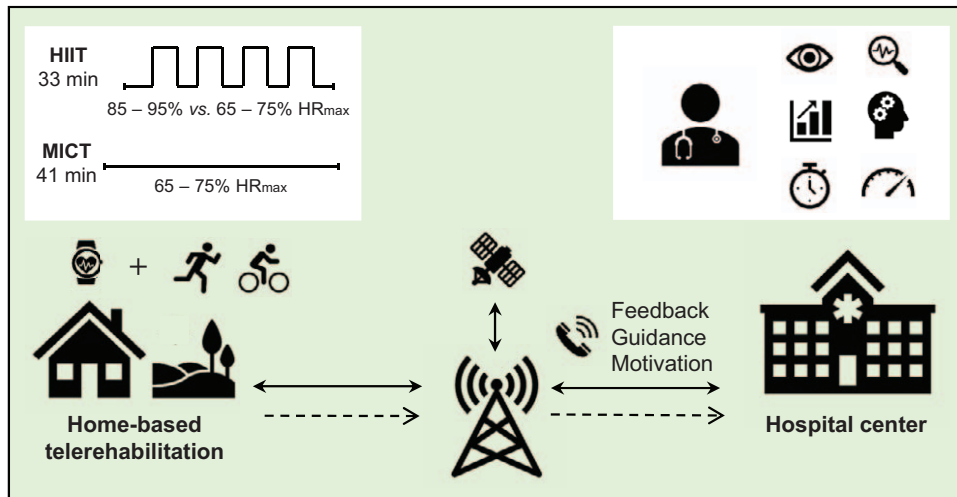 HIIT
33 min
85 – 95% vs. 65 – 75% HRmax
MICT
41 min
65 – 75% HRmax
+
Feedback
Guidance
Motivation
Home-based
telerehabilitation
Hospital center